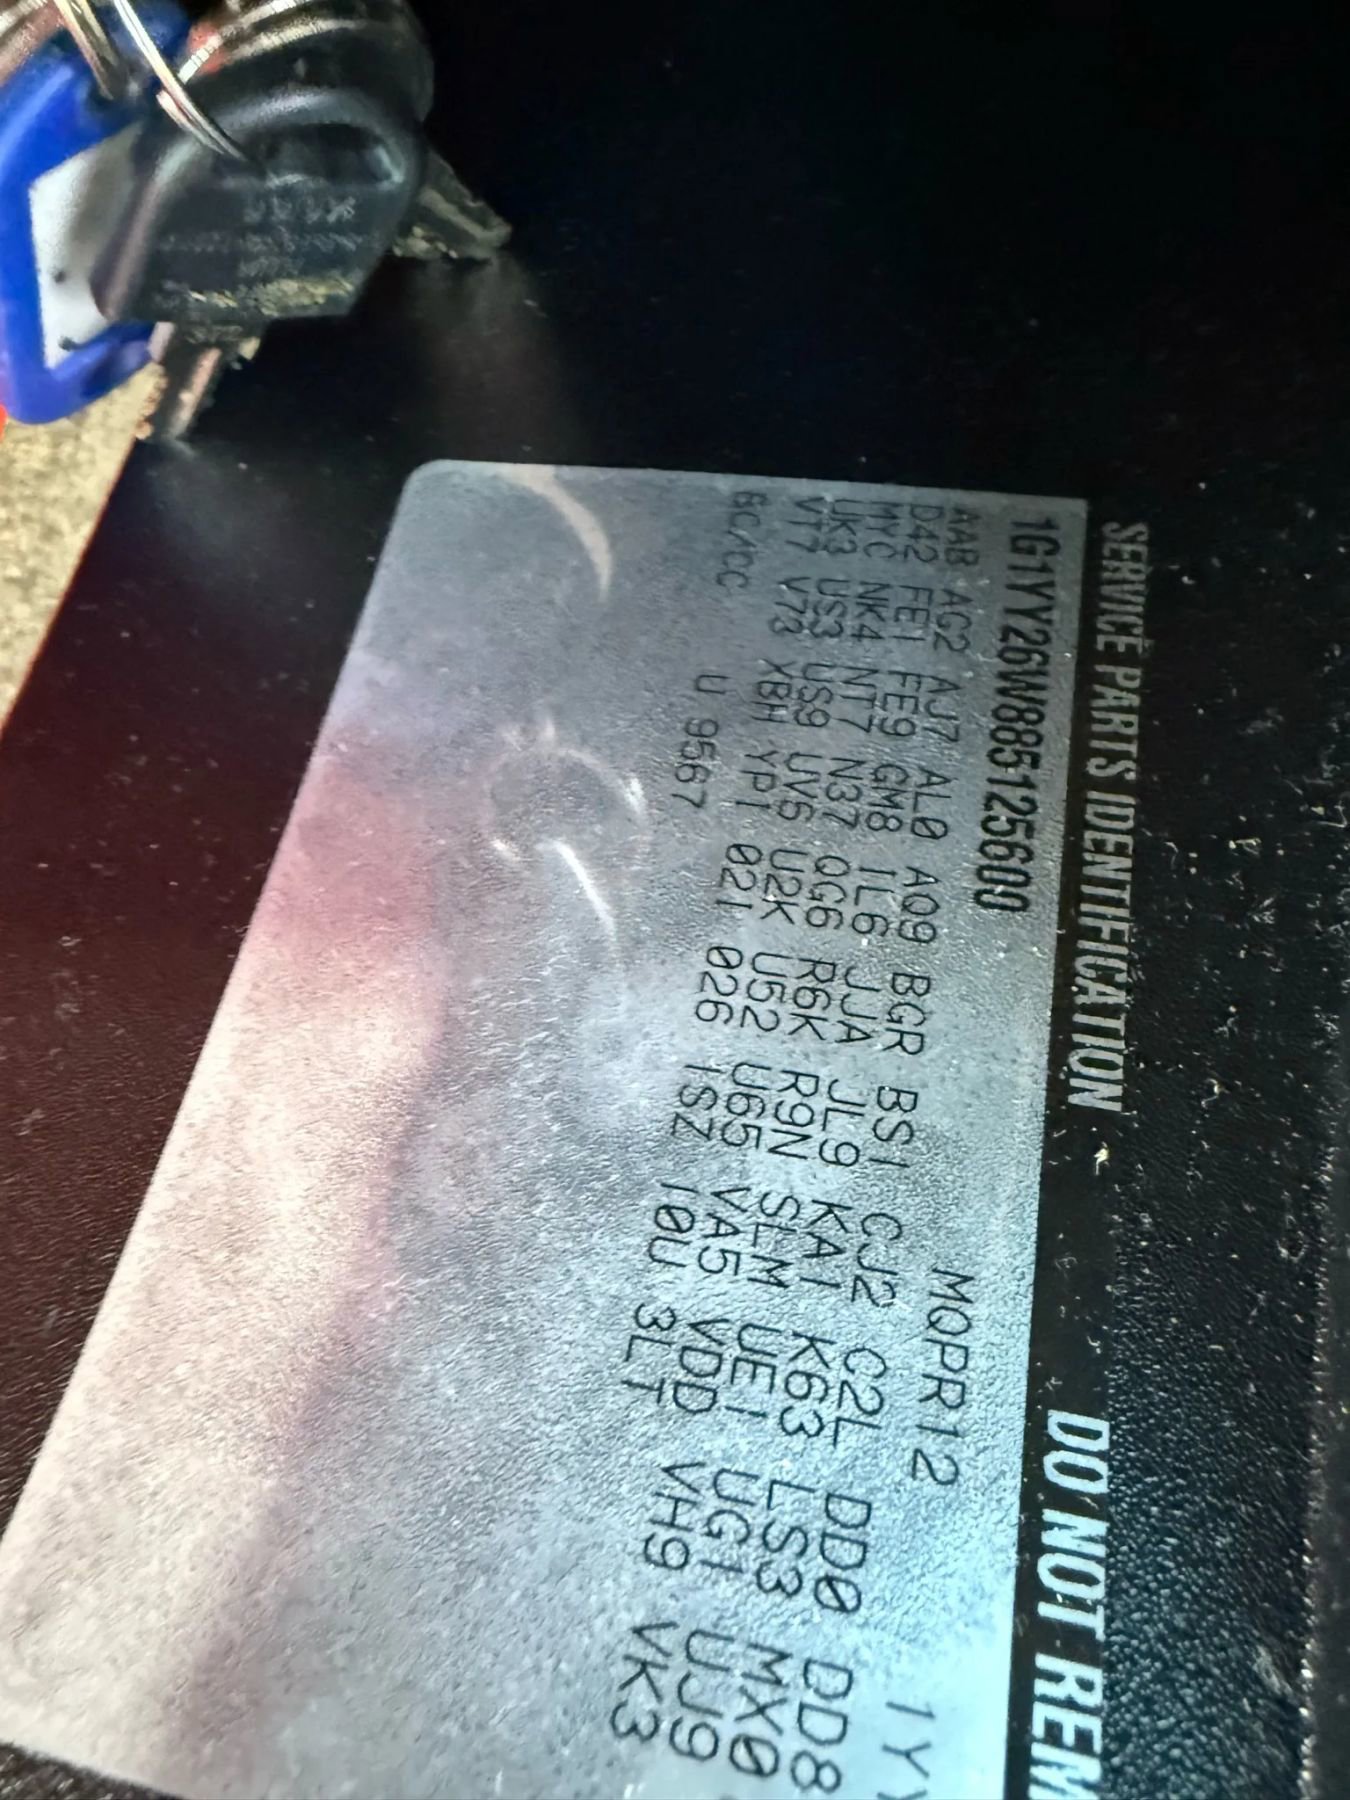 SERVICE PARTS IDENTIFICATION DO NOT REM
1G1YY26W885125600 MQPR12 1YY
AAB AG2 AJ7 AL0 AQ9 BGR BS1 CJ2 C2L DD0 DD8
D42 FE1 FE9 GM8 IL6 JJA JL9 KA1 K63 LS3 MX0
MYC NK4 NT7 N37 QG6 R6K R9N SLM UE1 UG1 UJ9
UK3 US3 US9 UV5 U2K U52 U65 VA5 VDD VH9 VK3
VT7 V73 XBH YP1 021 026 1SZ 10U 3LT
BC/CC U 9567